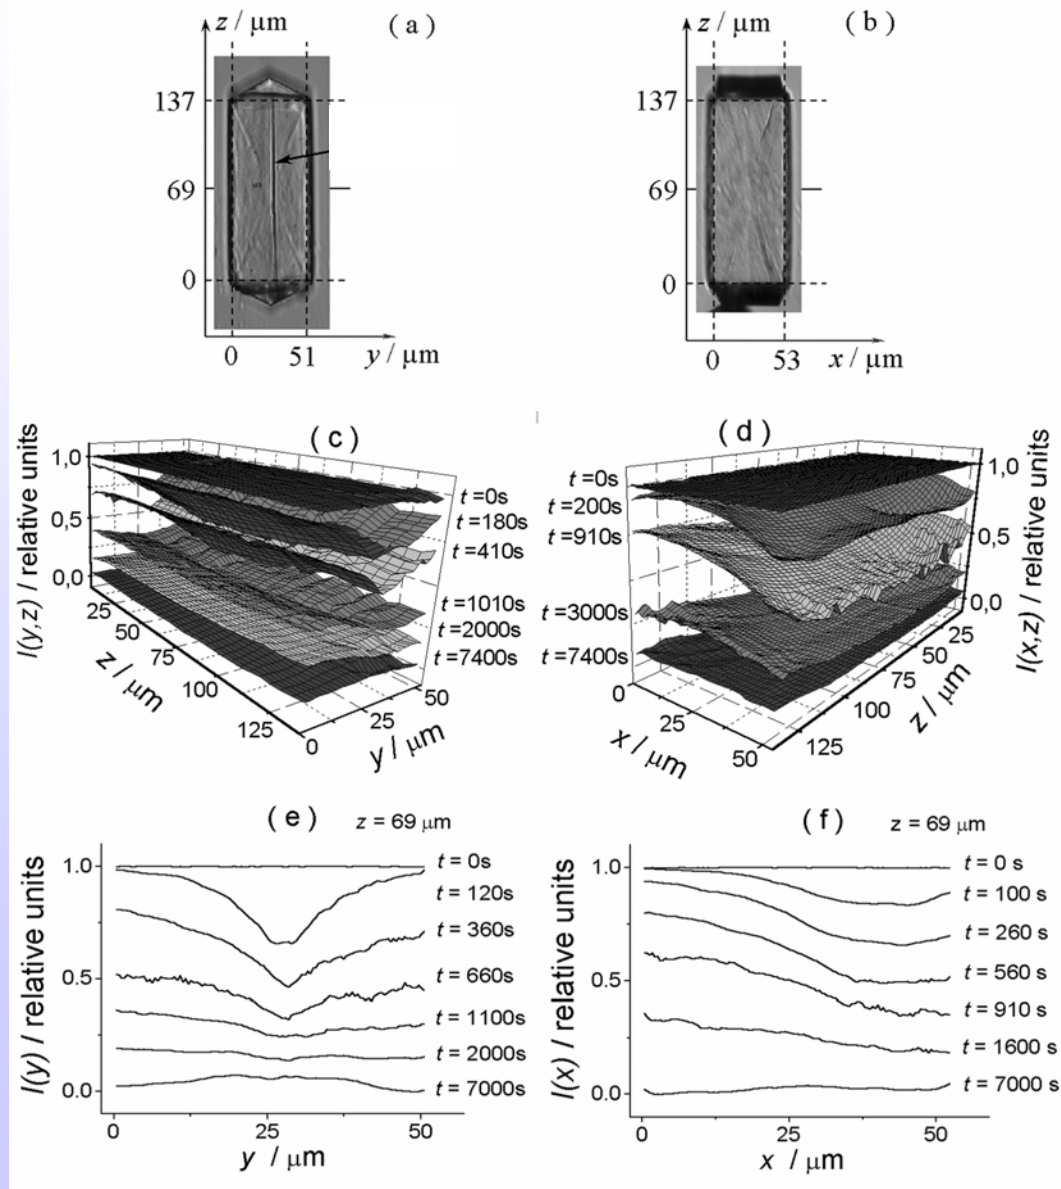 z / μm
( a )
137
69
0
0
51
y / μm
z / μm
( b )
137
69
0
0
53
x / μm
( c )
I(y,z) / relative units
1,0
0,5
0,0
t =0s
t =180s
t =410s
t =1010s
t =2000s
t =7400s
25
50
75
100
125
z / μm
0
25
50
y / μm
( d )
t =0s
t =200s
t =910s
t =3000s
t =7400s
1,0
0,5
0,0
I(x,z) / relative units
0
25
50
x / μm
25
50
75
100
125
z / μm
( e )
z = 69 μm
I(y) / relative units
1.0
0.5
0.0
t = 0s
t = 120s
t = 360s
t = 660s
t = 1100s
t = 2000s
t = 7000s
0
25
50
y / μm
( f )
z = 69 μm
I(x) / relative units
1.0
0.5
0.0
t = 0 s
t = 100 s
t = 260 s
t = 560 s
t = 910 s
t = 1600 s
t = 7000 s
0
25
50
x / μm